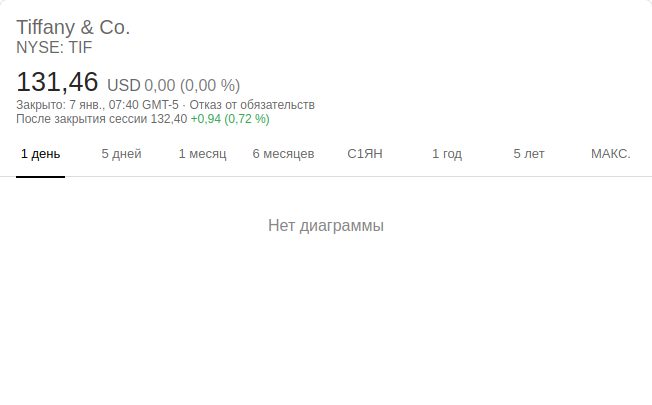 Tiffany & Co.
NYSE: TIF
131,46 USD 0,00 (0,00 %)
Закрыто: 7 янв., 07:40 GMT-5 · Отказ от обязательств
После закрытия сессии 132,40 +0,94 (0,72 %)
1 день 5 дней 1 месяц 6 месяцев С1ЯН 1 год 5 лет МАКС.
Нет диаграммы